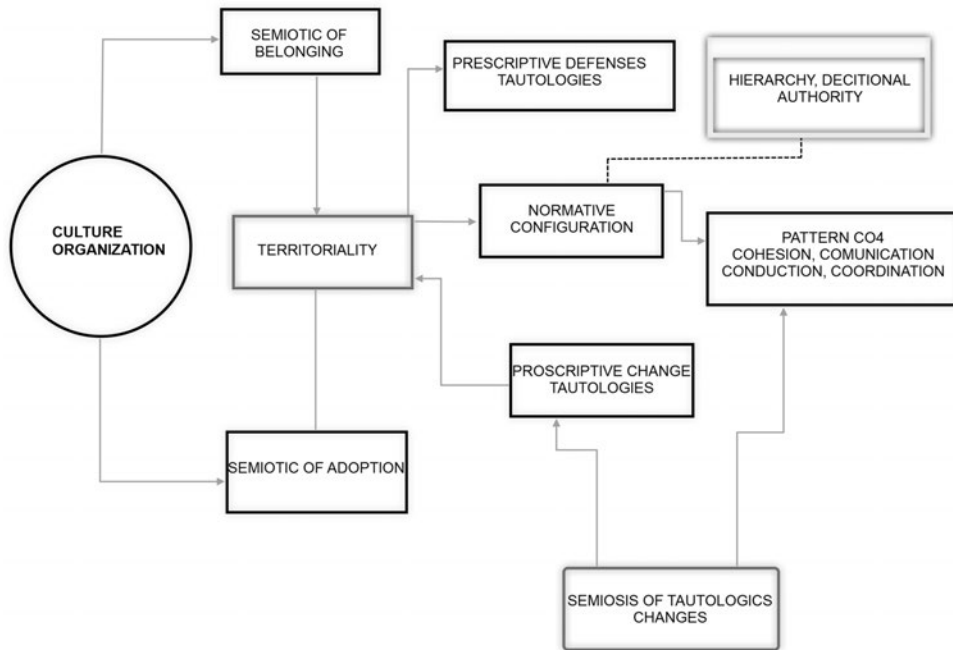 SEMIOTIC OF
BELONGING
PRESCRIPTIVE DEFENSES
TAUTOLOGIES
HIERARCHY, DECITIONAL
AUTHORITY
CULTURE
ORGANIZATION
TERRITORIALITY
NORMATIVE
CONFIGURATION
PATTERN CO4
COHESION, COMUNICATION
CONDUCTION, COORDINATION
PROSCRIPTIVE CHANGE
TAUTOLOGIES
SEMIOTIC OF ADOPTION
SEMIOSIS OF TAUTOLOGICS
CHANGES